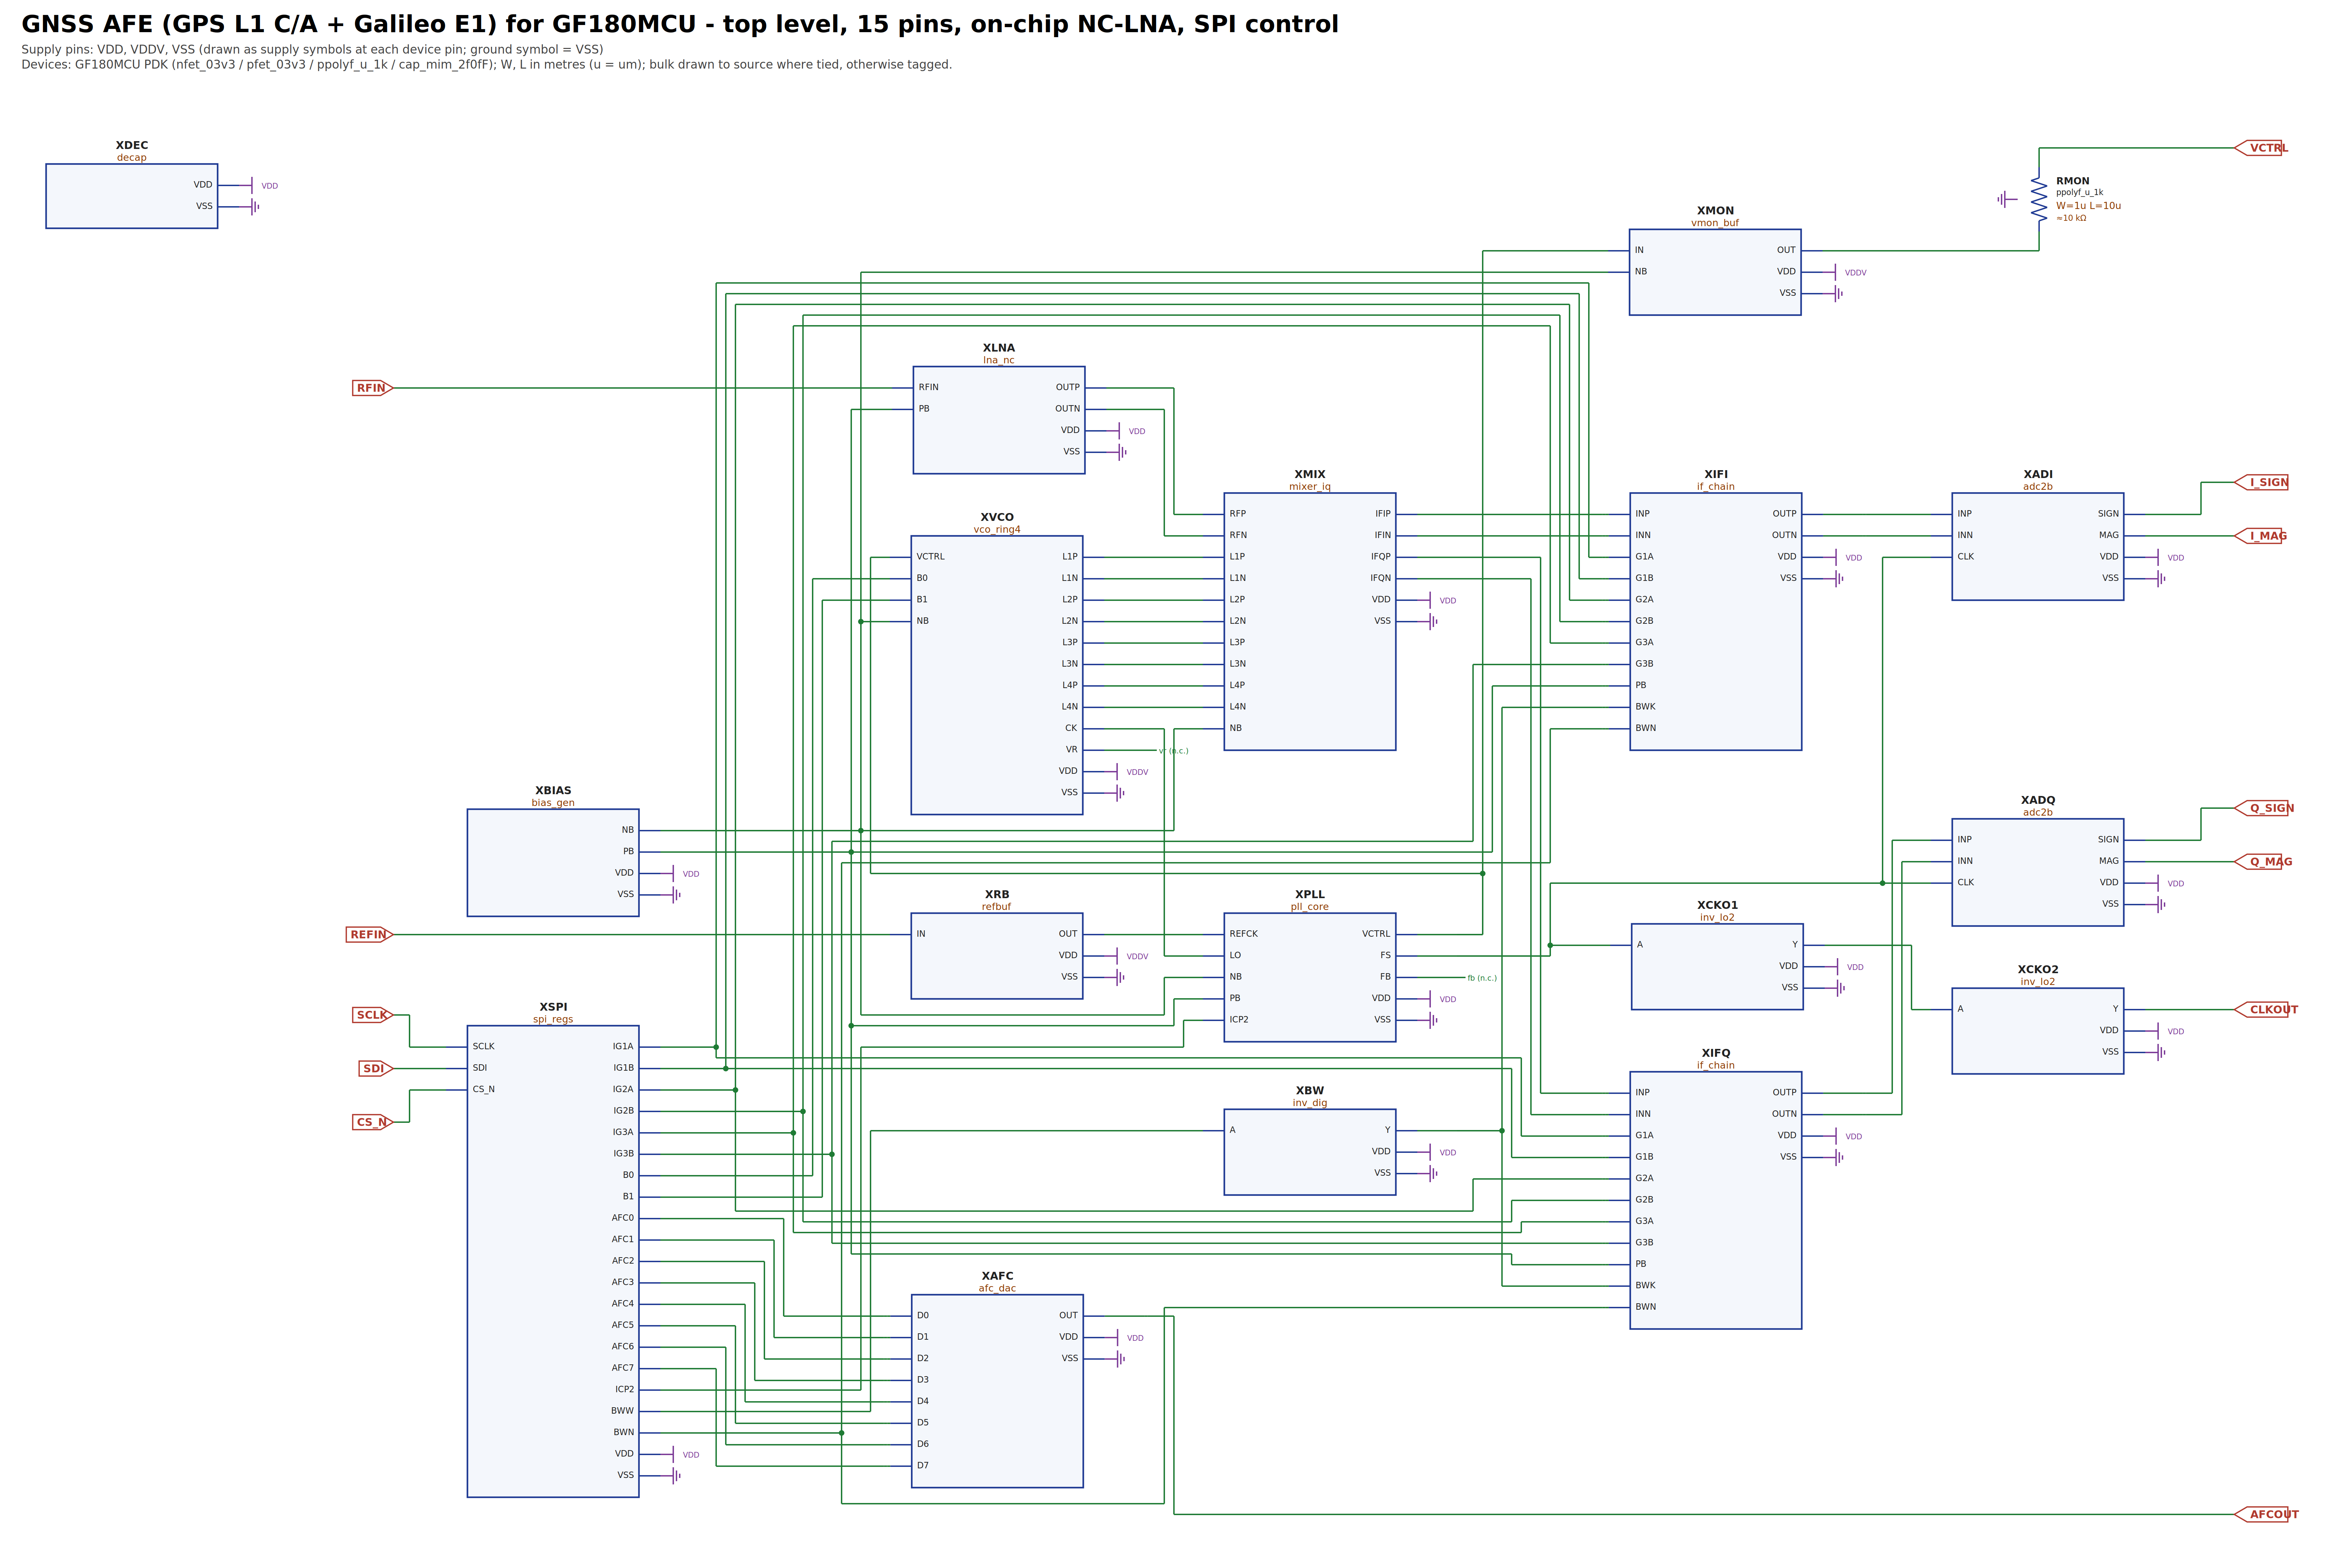 GNSS AFE (GPS L1 C/A + Galileo E1) for GF180MCU - top level, 15 pins, on-chip NC-LNA, SPI control
Supply pins: VDD, VDDV, VSS (drawn as supply symbols at each device pin; ground symbol = VSS)
Devices: GF180MCU PDK (nfet_03v3 / pfet_03v3 / ppolyf_u_1k / cap_mim_2f0fF); W, L in metres (u = um); bulk drawn to source where tied, otherwise tagged.
XDEC
decap
VDD
VSS
VDD
VCTRL
RMON
ppolyf_u_1k
W=1u L=10u
≈10 kΩ
XMON
vmon_buf
IN
NB
OUT
VDD
VSS
VDDV
RFIN
XLNA
lna_nc
RFIN
PB
OUTP
OUTN
VDD
VSS
VDD
XVCO
vco_ring4
VCTRL
B0
B1
NB
L1P
L1N
L2P
L2N
L3P
L3N
L4P
L4N
CK
VR
VDD
VSS
vr (n.c.)
VDDV
XMIX
mixer_iq
RFP
RFN
L1P
L1N
L2P
L2N
L3P
L3N
L4P
L4N
NB
IFIP
IFIN
IFQP
IFQN
VDD
VSS
VDD
XIFI
if_chain
INP
INN
G1A
G1B
G2A
G2B
G3A
G3B
PB
BWK
BWN
OUTP
OUTN
VDD
VSS
VDD
XADI
adc2b
INP
INN
CLK
SIGN
MAG
VDD
VSS
VDD
I_SIGN
I_MAG
XBIAS
bias_gen
NB
PB
VDD
VSS
VDD
XADQ
adc2b
INP
INN
CLK
SIGN
MAG
VDD
VSS
VDD
Q_SIGN
Q_MAG
REFIN
XRB
refbuf
IN
OUT
VDD
VSS
VDDV
XPLL
pll_core
REFCK
LO
NB
PB
ICP2
VCTRL
FS
FB
VDD
VSS
fb (n.c.)
VDD
XCKO1
inv_lo2
A
Y
VDD
VSS
VDD
XCKO2
inv_lo2
A
Y
VDD
VSS
VDD
CLKOUT
SCLK
SDI
CS_N
XSPI
spi_regs
SCLK
SDI
CS_N
IG1A
IG1B
IG2A
IG2B
IG3A
IG3B
B0
B1
AFC0
AFC1
AFC2
AFC3
AFC4
AFC5
AFC6
AFC7
ICP2
BWW
BWN
VDD
VSS
VDD
XBW
inv_dig
A
Y
VDD
VSS
VDD
XIFQ
if_chain
INP
INN
G1A
G1B
G2A
G2B
G3A
G3B
PB
BWK
BWN
OUTP
OUTN
VDD
VSS
VDD
XAFC
afc_dac
D0
D1
D2
D3
D4
D5
D6
D7
OUT
VDD
VSS
VDD
AFCOUT